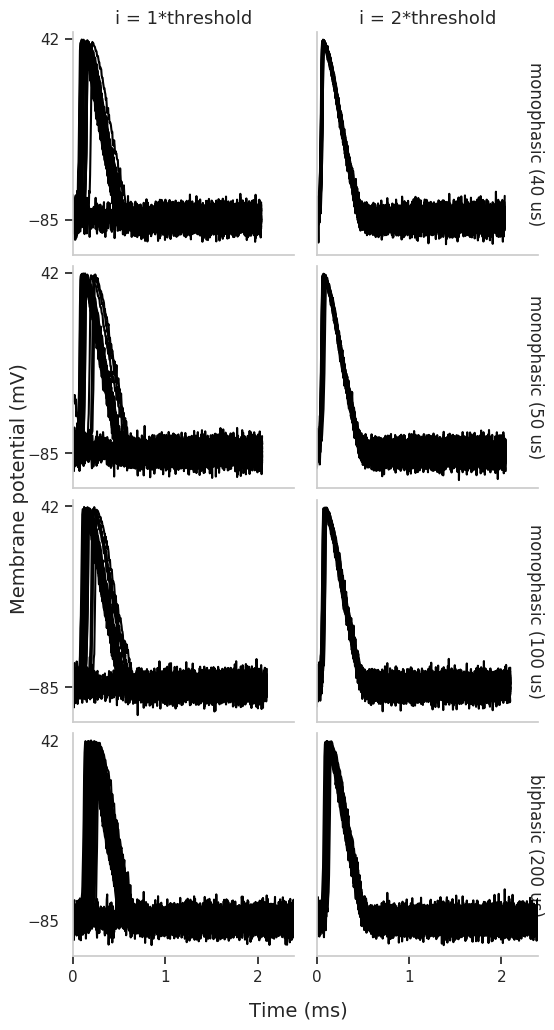 i = 1*threshold
i = 2*threshold
42
−85
monophasic (40 us)
42
−85
monophasic (50 us)
Membrane potential (mV)
42
−85
monophasic (100 us)
42
−85
biphasic (200 us)
0
1
2
0
1
2
Time (ms)